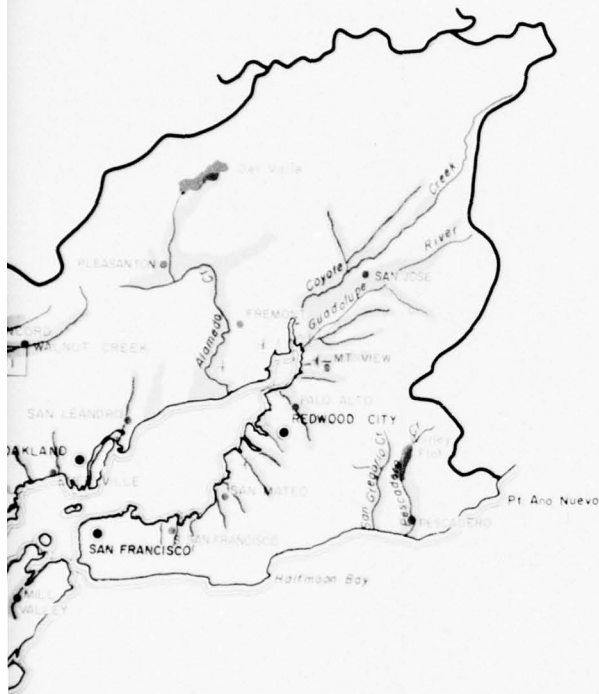 Del Valle
Creek
River
PLEASANTON
Coyote
SAN JOSE
Cr
Guadalupe
FREMONT
Alameda
NCORD
WALNUT CREEK
MT VIEW
PALO ALTO
SAN LEANDRO
REDWOOD CITY
Cr
OAKLAND
San Gregorio Cr
Pescadero
SAN MATEO
Pt. Ano Nuevo
PESCADERO
SAN FRANCISCO
S. SAN FRANCISCO
Halfmoon Bay
MILL
VALLEY